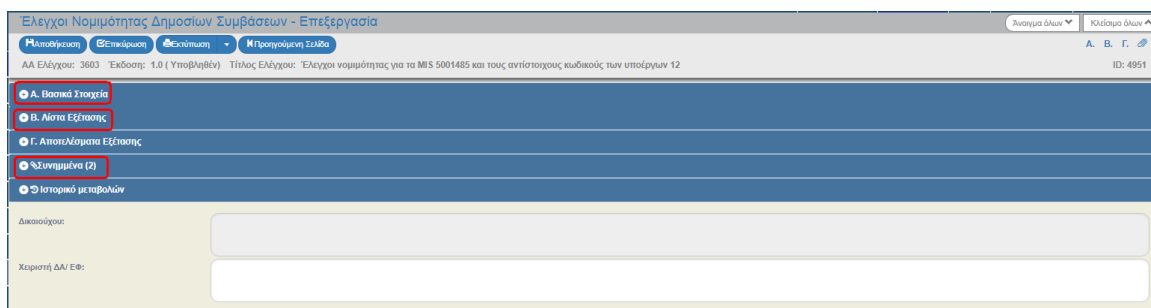 Έλεγχοι Νομιμότητας Δημοσίων Συμβάσεων - Επεξεργασία
Άνοιγμα όλων Κλείσιμο όλων
Αποθήκευση Επικύρωση Εκτύπωση Προηγούμενη Σελίδα
Α. Β. Γ.
ΑΑ Ελέγχου: 3603 Έκδοση: 1.0 ( Υποβληθέν) Τίτλος Ελέγχου: Έλεγχοι νομιμότητας για τα MIS 5001485 και τους αντίστοιχους κωδικούς των υποέργων 12
ID: 4951
Α. Βασικά Στοιχεία
Β. Λίστα Εξέτασης
Γ. Αποτελέσματα Εξέτασης
Συνημμένα (2)
Ιστορικό μεταβολών
Δικαιούχου:
Χειριστή ΔΑ/ ΕΦ: